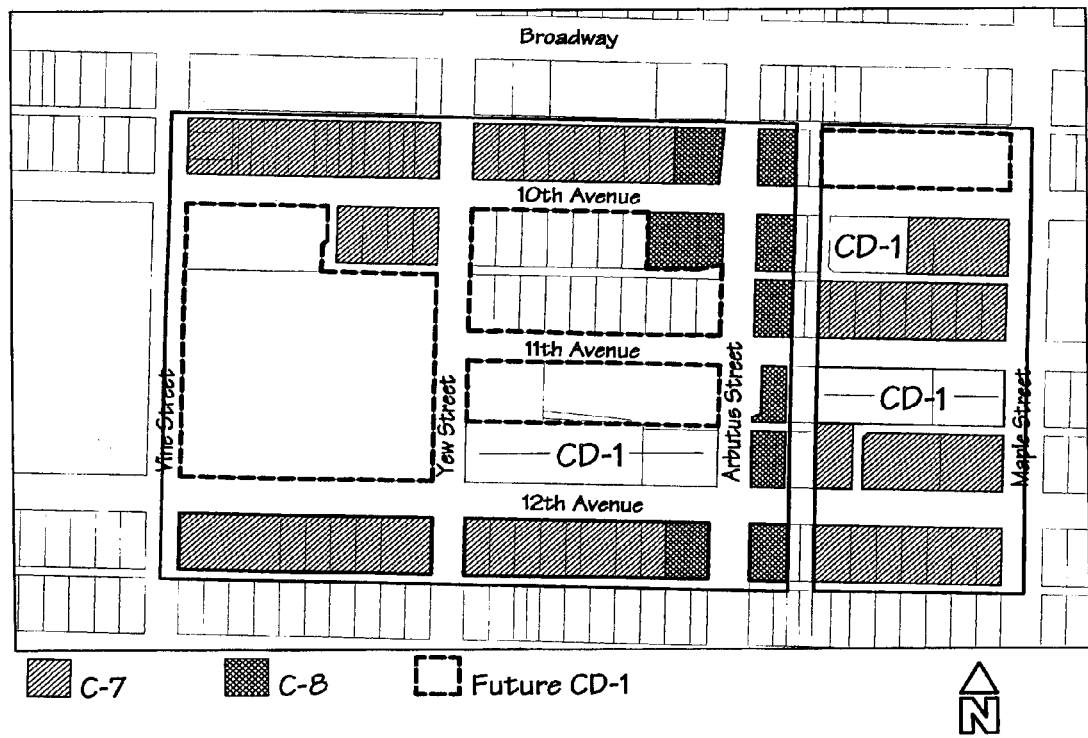 Broadway
10th Avenue
CD-1
11th Avenue
Vine Street
Yew Street
Arbutus Street
Maple Street
CD-1
CD-1
12th Avenue
C-7
C-8
Future CD-1
N